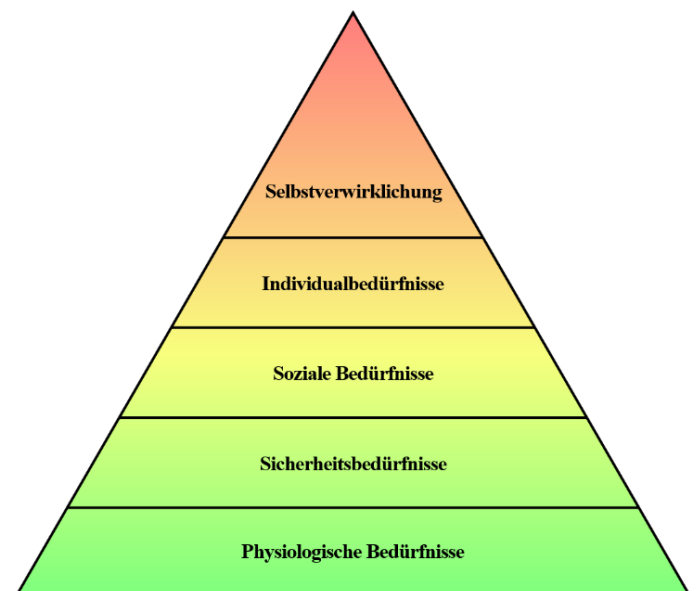 Selbstverwirklichung
Individualbedürfnisse
Soziale Bedürfnisse
Sicherheitsbedürfnisse
Physiologische Bedürfnisse